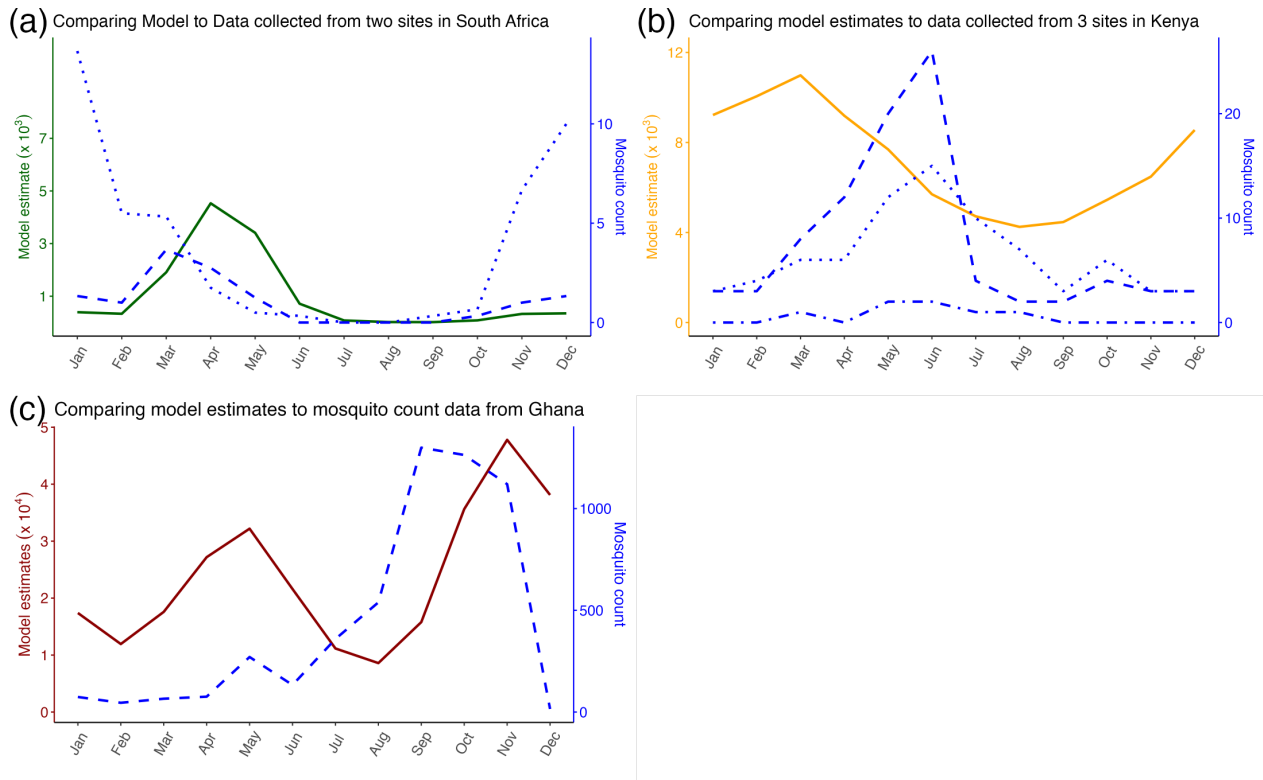 (a) Comparing Model to Data collected from two sites in South Africa
Model estimate (x 10³)
7
5
3
1
10
5
0
Mosquito count
Jan Feb Mar Apr May Jun Jul Aug Sep Oct Nov Dec
(b) Comparing model estimates to data collected from 3 sites in Kenya
Model estimate (x 10³)
12
8
4
0
20
10
0
Mosquito count
Jan Feb Mar Apr May Jun Jul Aug Sep Oct Nov Dec
(c) Comparing model estimates to mosquito count data from Ghana
Model estimates (x 10⁴)
5
4
3
2
1
0
1000
500
0
Mosquito count
Jan Feb Mar Apr May Jun Jul Aug Sep Oct Nov Dec